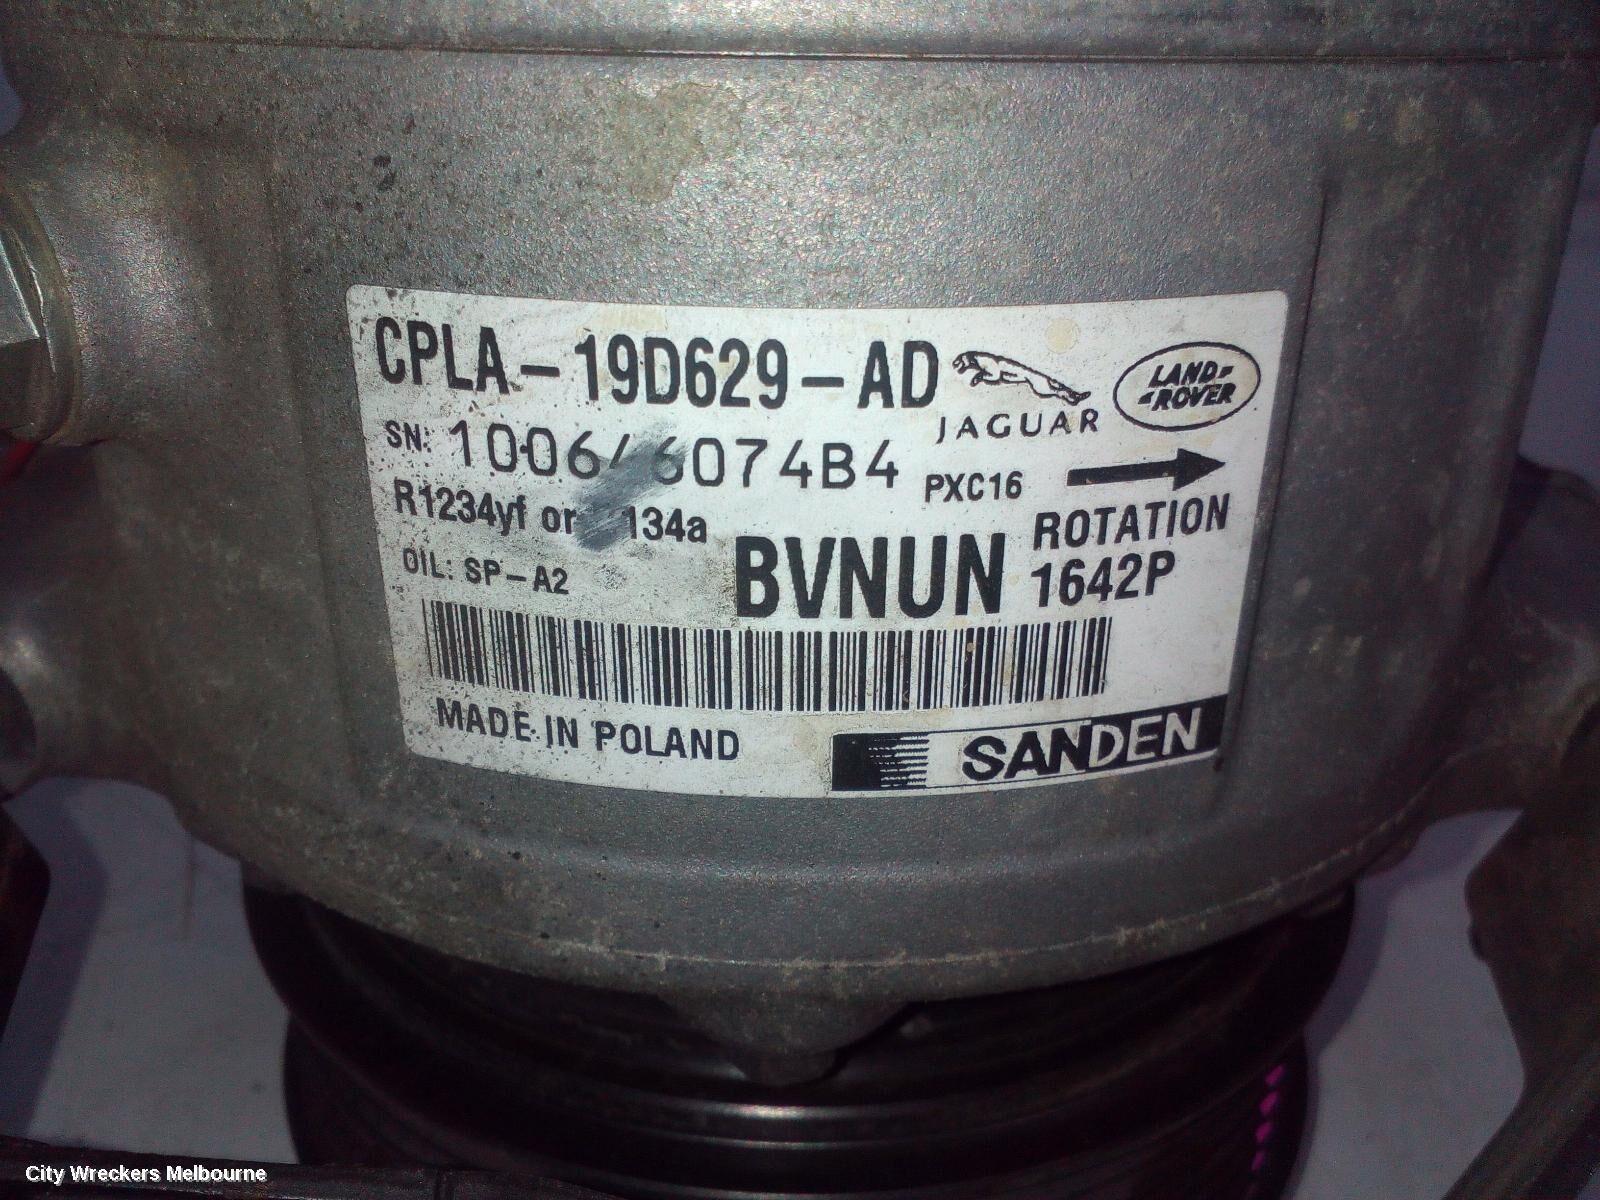 CPLA-19D629-AD
JAGUAR
LAND-
-ROVER
SN:
PXC16
R1234yf or 134a
ROTATION
OIL: SP-A2
BVNUN 1642P
MADE IN POLAND
SANDEN
City Wreckers Melbourne